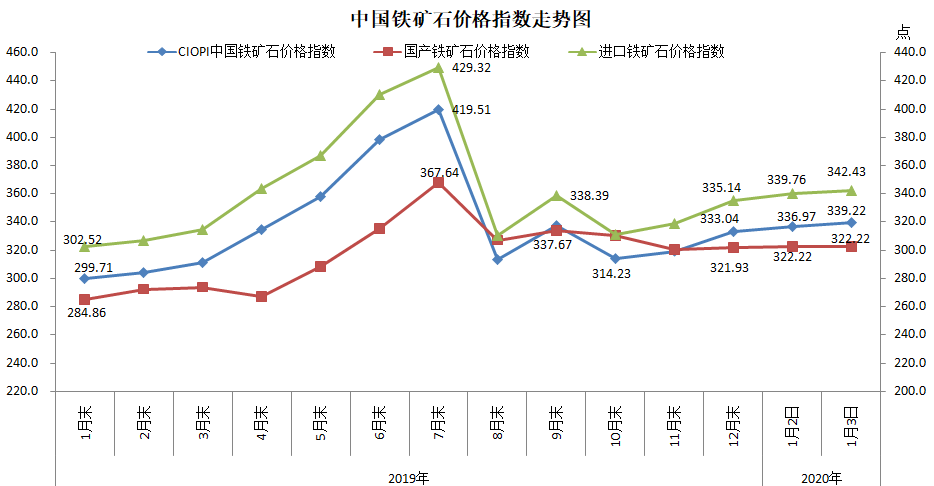 中国铁矿石价格指数走势图
点
CIOPI中国铁矿石价格指数
国产铁矿石价格指数
进口铁矿石价格指数
460.0
440.0
420.0
400.0
380.0
360.0
340.0
320.0
300.0
280.0
260.0
240.0
220.0
440.0
420.0
400.0
380.0
360.0
340.0
320.0
300.0
280.0
260.0
240.0
220.0
200.0
429.32
419.51
367.64
302.52
299.71
284.86
338.39
337.67
314.23
335.14
333.04
321.93
339.76
336.97
322.22
342.43
339.22
322.22
1月末
2月末
3月末
4月末
5月末
6月末
7月末
8月末
9月末
10月末
11月末
12月末
1月2日
1月3日
2019年
2020年